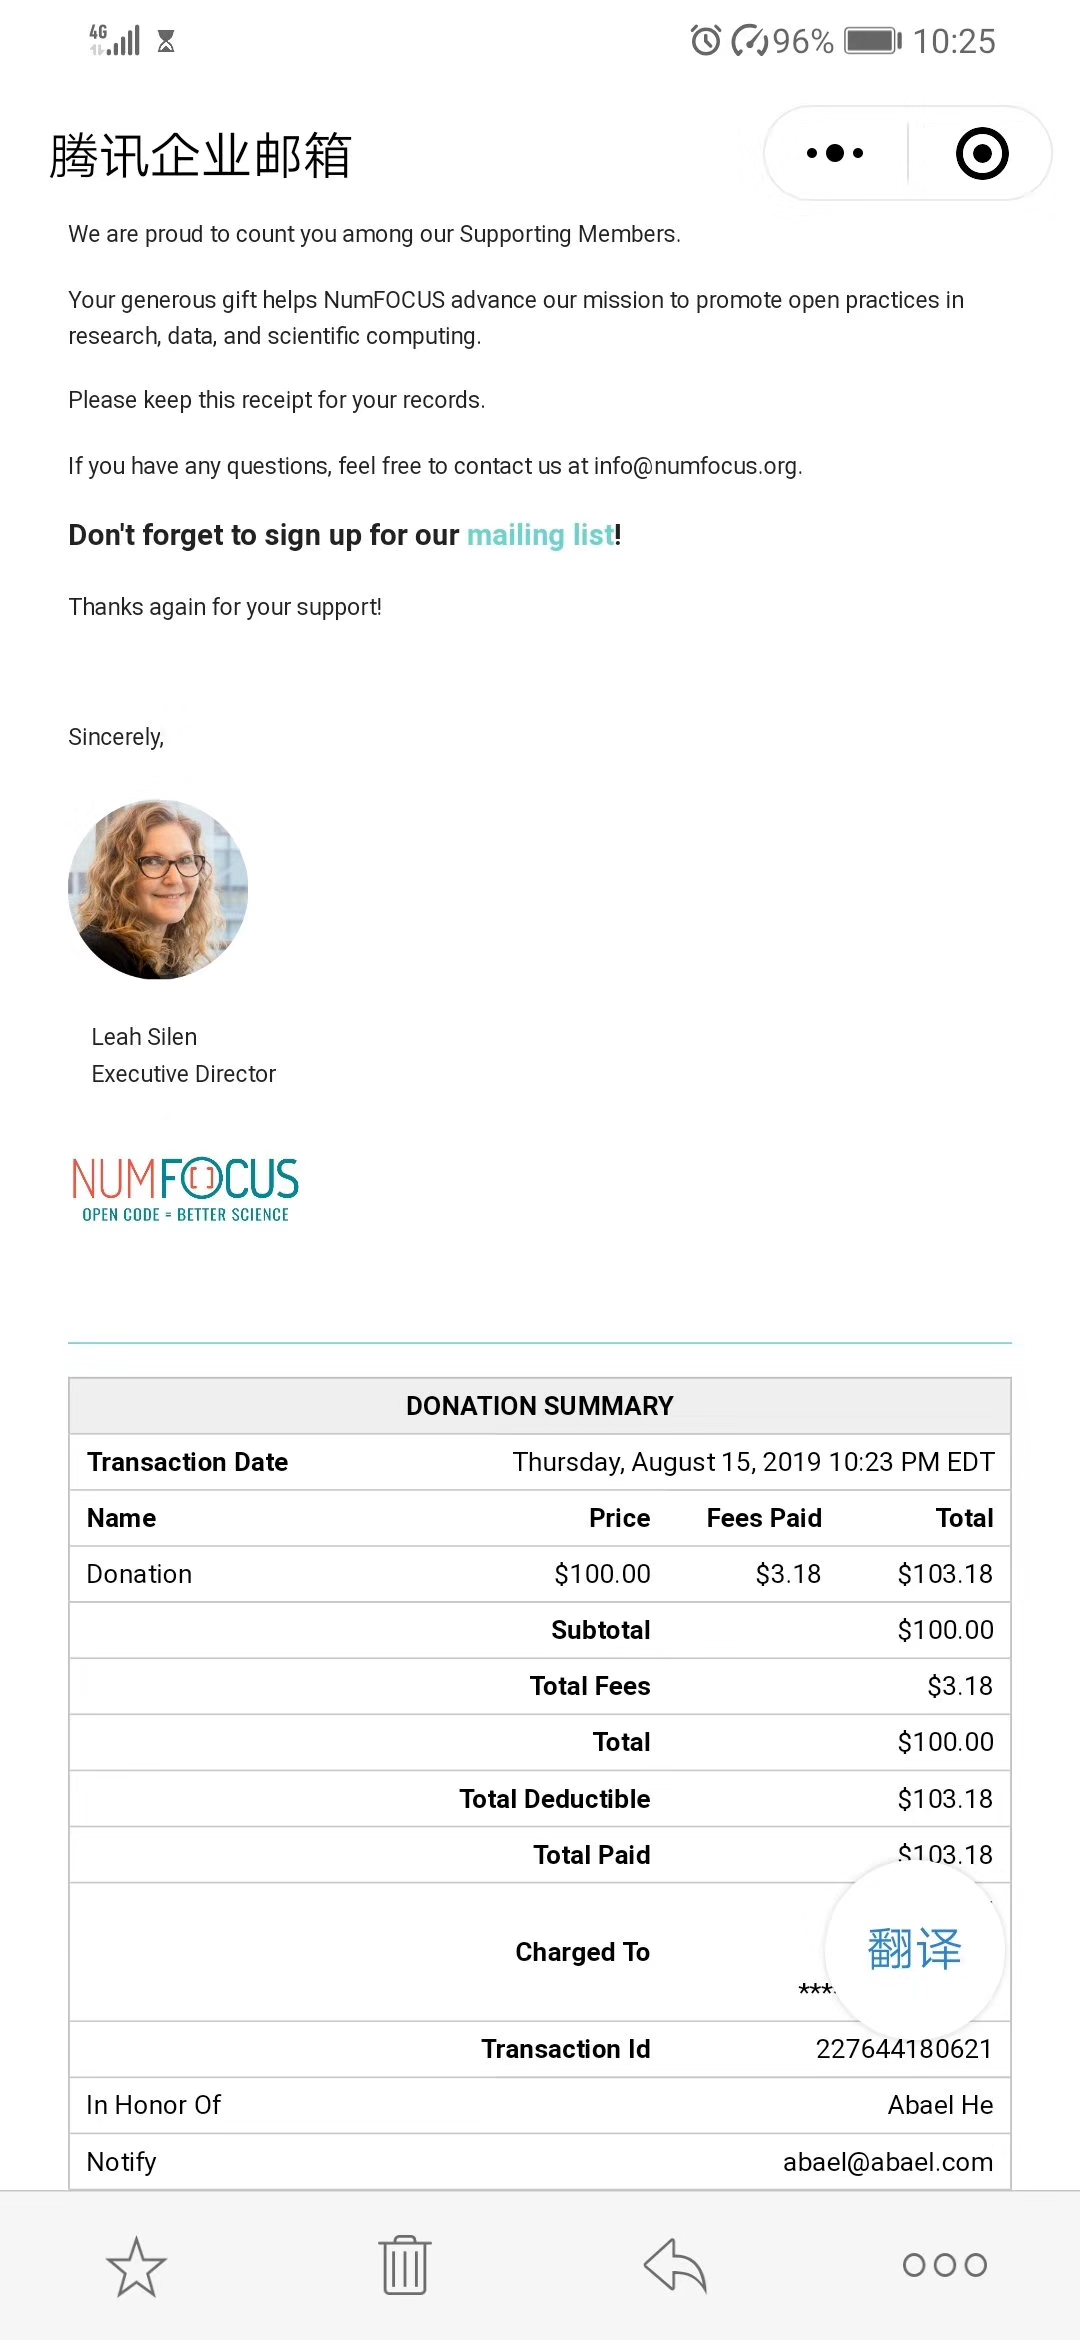 4G
96% 10:25
腾讯企业邮箱
We are proud to count you among our Supporting Members.
Your generous gift helps NumFOCUS advance our mission to promote open practices in
research, data, and scientific computing.
Please keep this receipt for your records.
If you have any questions, feel free to contact us at info@numfocus.org.
Don't forget to sign up for our mailing list!
Thanks again for your support!
Sincerely,
Leah Silen
Executive Director
NUMFOCUS
OPEN CODE = BETTER SCIENCE
DONATION SUMMARY
Transaction Date Thursday, August 15, 2019 10:23 PM EDT
Name Price Fees Paid Total
Donation $100.00 $3.18 $103.18
Subtotal $100.00
Total Fees $3.18
Total $100.00
Total Deductible $103.18
Total Paid $103.18
Charged To
***
翻译
Transaction Id 227644180621
In Honor Of Abael He
Notify abael@abael.com